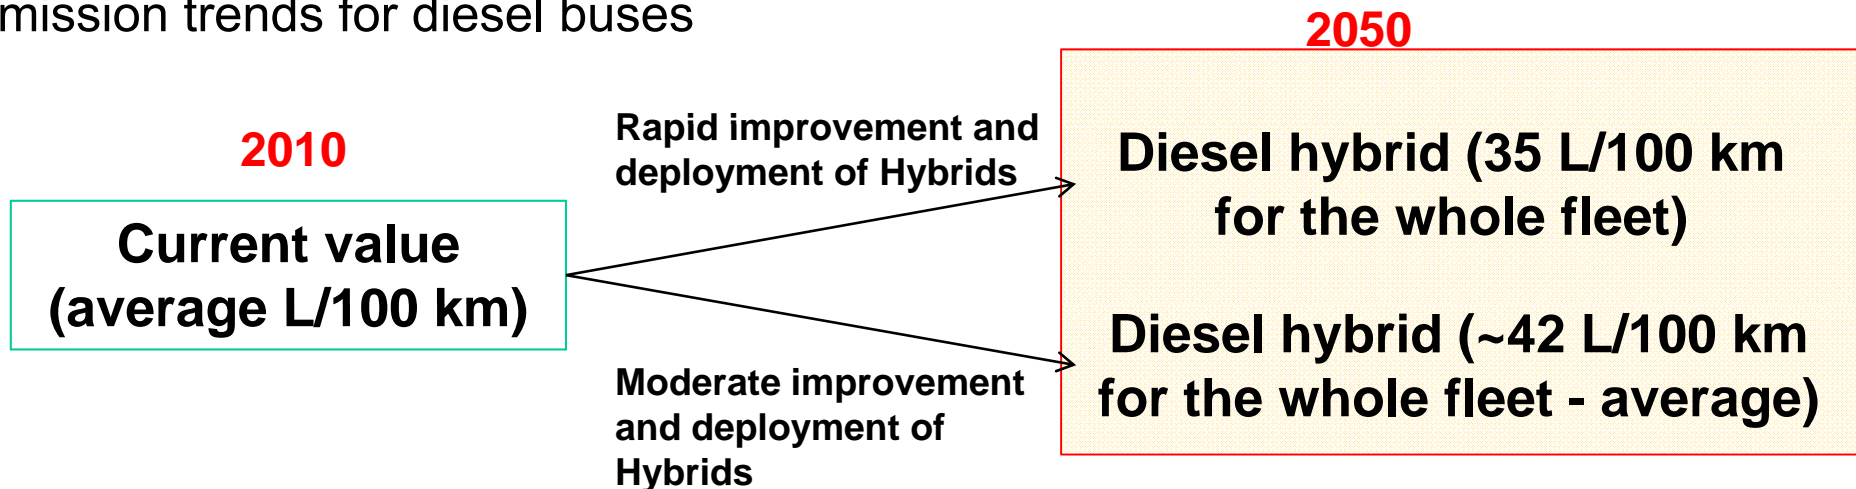 mission trends for diesel buses
2050
2010
Rapid improvement and
deployment of Hybrids
Current value
(average L/100 km)
Moderate improvement
and deployment of
Hybrids
Diesel hybrid (35 L/100 km
for the whole fleet)
Diesel hybrid (~42 L/100 km
for the whole fleet - average)